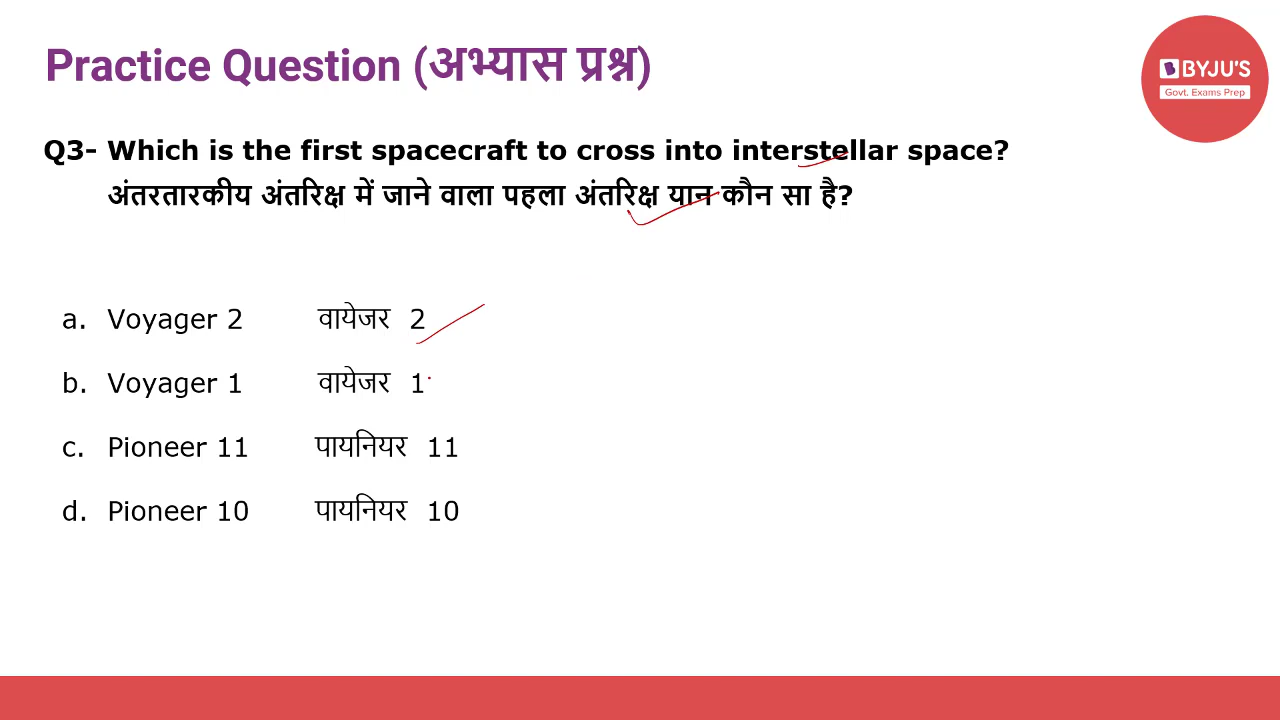 Practice Question (अभ्यास प्रश्न)
BYJU'S
Govt. Exams Prep
Q3- Which is the first spacecraft to cross into interstellar space?
अंतरतारकीय अंतरिक्ष में जाने वाला पहला अंतरिक्ष यान कौन सा है?
a. Voyager 2 वायेजर 2
b. Voyager 1 वायेजर 1
c. Pioneer 11 पायनियर 11
d. Pioneer 10 पायनियर 10